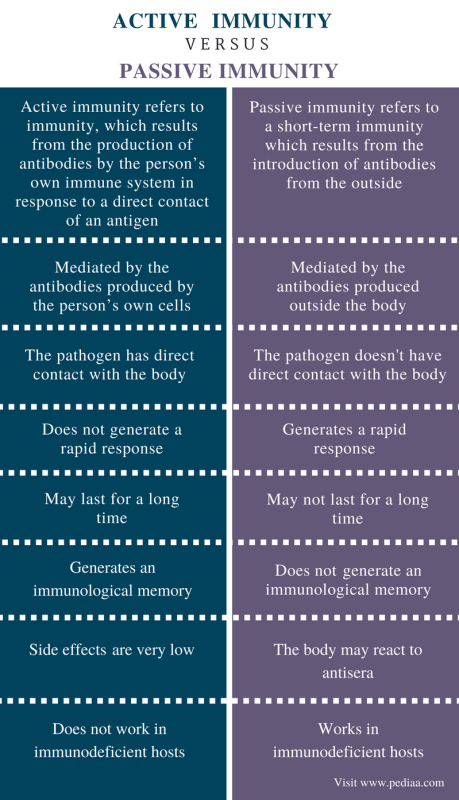 ACTIVE IMMUNITY
VERSUS
PASSIVE IMMUNITY
Active immunity refers to
immunity, which results
from the production of
antibodies by the person’s
own immune system in
response to a direct contact
of an antigen
Passive immunity refers to
a short-term immunity
which results from the
introduction of antibodies
from the outside
Mediated by the
antibodies produced by
the person’s own cells
Mediated by the
antibodies produced
outside the body
The pathogen has direct
contact with the body
The pathogen doesn't have
direct contact with the body
Does not generate a
rapid response
Generates a rapid
response
May last for a long
time
May not last for a long
time
Generates an
immunological memory
Does not generate an
immunological memory
Side effects are very low
The body may react to
antisera
Does not work in
immunodeficient hosts
Works in
immunodeficient hosts
Visit www.pediaa.com